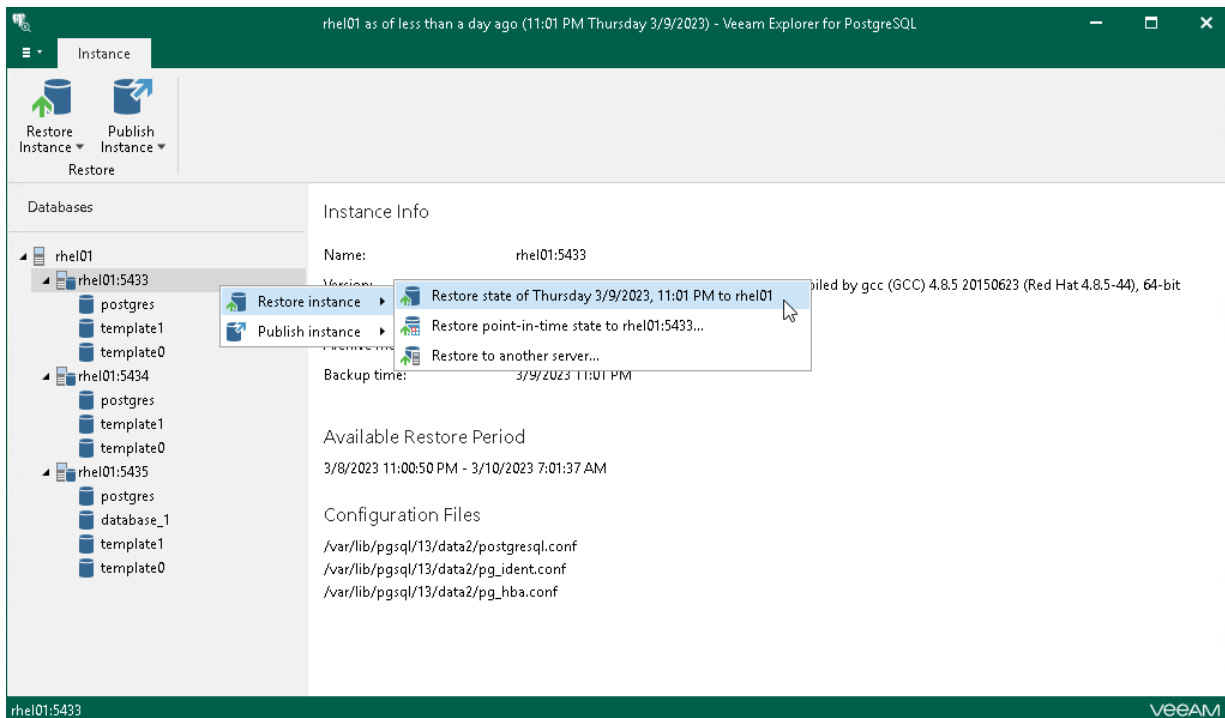 rhel01 as of less than a day ago (11:01 PM Thursday 3/9/2023) - Veeam Explorer for PostgreSQL
Instance
Restore Instance
Publish Instance
Restore
Databases
rhel01
rhel01:5433
postgres
template1
template0
rhel01:5434
postgres
template1
template0
rhel01:5435
postgres
database_1
template1
template0
Restore instance
Publish instance
Restore state of Thursday 3/9/2023, 11:01 PM to rhel01
Restore point-in-time state to rhel01:5433...
Restore to another server...
Instance Info
Name: rhel01:5433
by gcc (GCC) 4.8.5 20150623 (Red Hat 4.8.5-44), 64-bit
Backup time: 3/9/2023 11:01 PM
Available Restore Period
3/8/2023 11:00:50 PM - 3/10/2023 7:01:37 AM
Configuration Files
/var/lib/pgsql/13/data2/postgresql.conf
/var/lib/pgsql/13/data2/pg_ident.conf
/var/lib/pgsql/13/data2/pg_hba.conf
rhel01:5433
veeAM